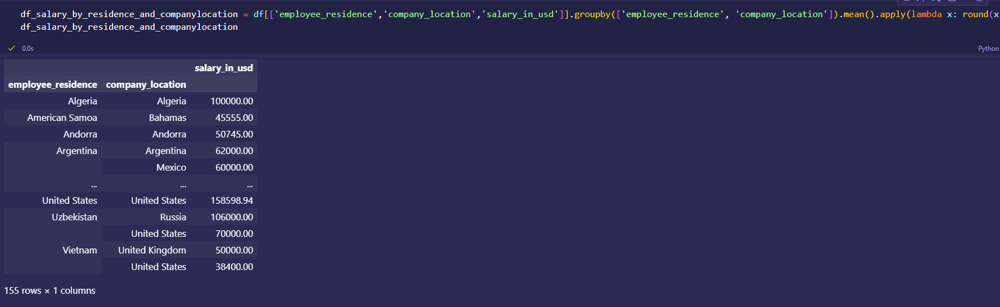 df_salary_by_residence_and_companylocation = df[['employee_residence','company_location','salary_in_usd']].groupby(['employee_residence', 'company_location']).mean().apply(lambda x: round(x
df_salary_by_residence_and_companylocation
0.0s
Python
salary_in_usd
employee_residence company_location
Algeria Algeria 100000.00
American Samoa Bahamas 45555.00
Andorra Andorra 50745.00
Argentina Argentina 62000.00
Mexico 60000.00
... ... ...
United States United States 158598.94
Uzbekistan Russia 106000.00
United States 70000.00
Vietnam United Kingdom 50000.00
United States 38400.00
155 rows × 1 columns